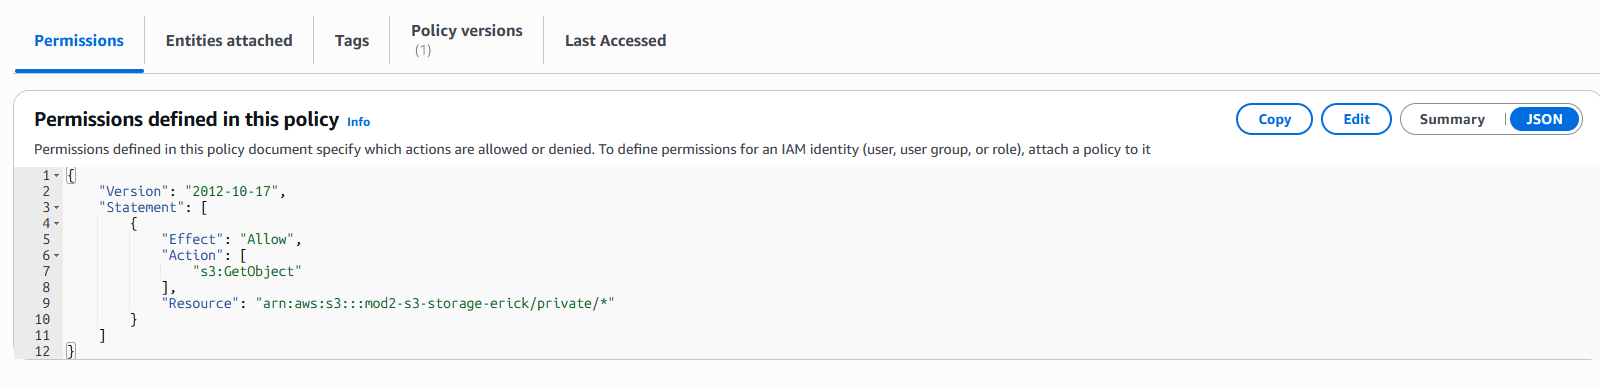 Permissions
Entities attached
Tags
Policy versions
(1)
Last Accessed
Permissions defined in this policy Info
Copy
Edit
Summary
JSON
Permissions defined in this policy document specify which actions are allowed or denied. To define permissions for an IAM identity (user, user group, or role), attach a policy to it
1 {
2     "Version": "2012-10-17",
3     "Statement": [
4         {
5             "Effect": "Allow",
6             "Action": [
7                 "s3:GetObject"
8             ],
9             "Resource": "arn:aws:s3:::mod2-s3-storage-erick/private/*"
10         }
11     ]
12 }